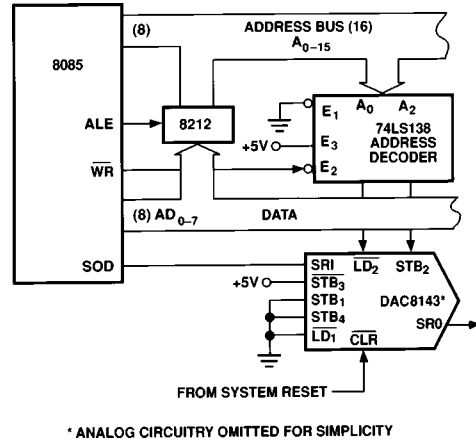 (8)
ADDRESS BUS (16)
A0–15
8085
ALE
8212
E1
A0 A2
74LS138
ADDRESS
DECODER
+5V
E3
E2
WR
(8) AD0–7
DATA
SOD
SRI
LD2
STB2
+5V
STB3
STB1
STB4
LD1
DAC8143*
SR0
CLR
FROM SYSTEM RESET
* ANALOG CIRCUITRY OMITTED FOR SIMPLICITY